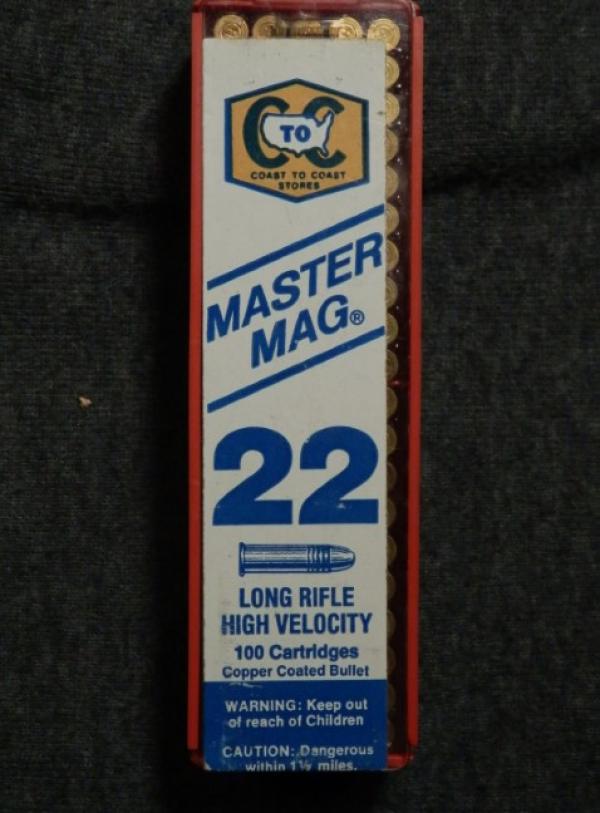 C TO C
COAST TO COAST
STORES
MASTER
MAG®
22
LONG RIFLE
HIGH VELOCITY
100 Cartridges
Copper Coated Bullet
WARNING: Keep out
of reach of Children
CAUTION: Dangerous
within 1½ miles.